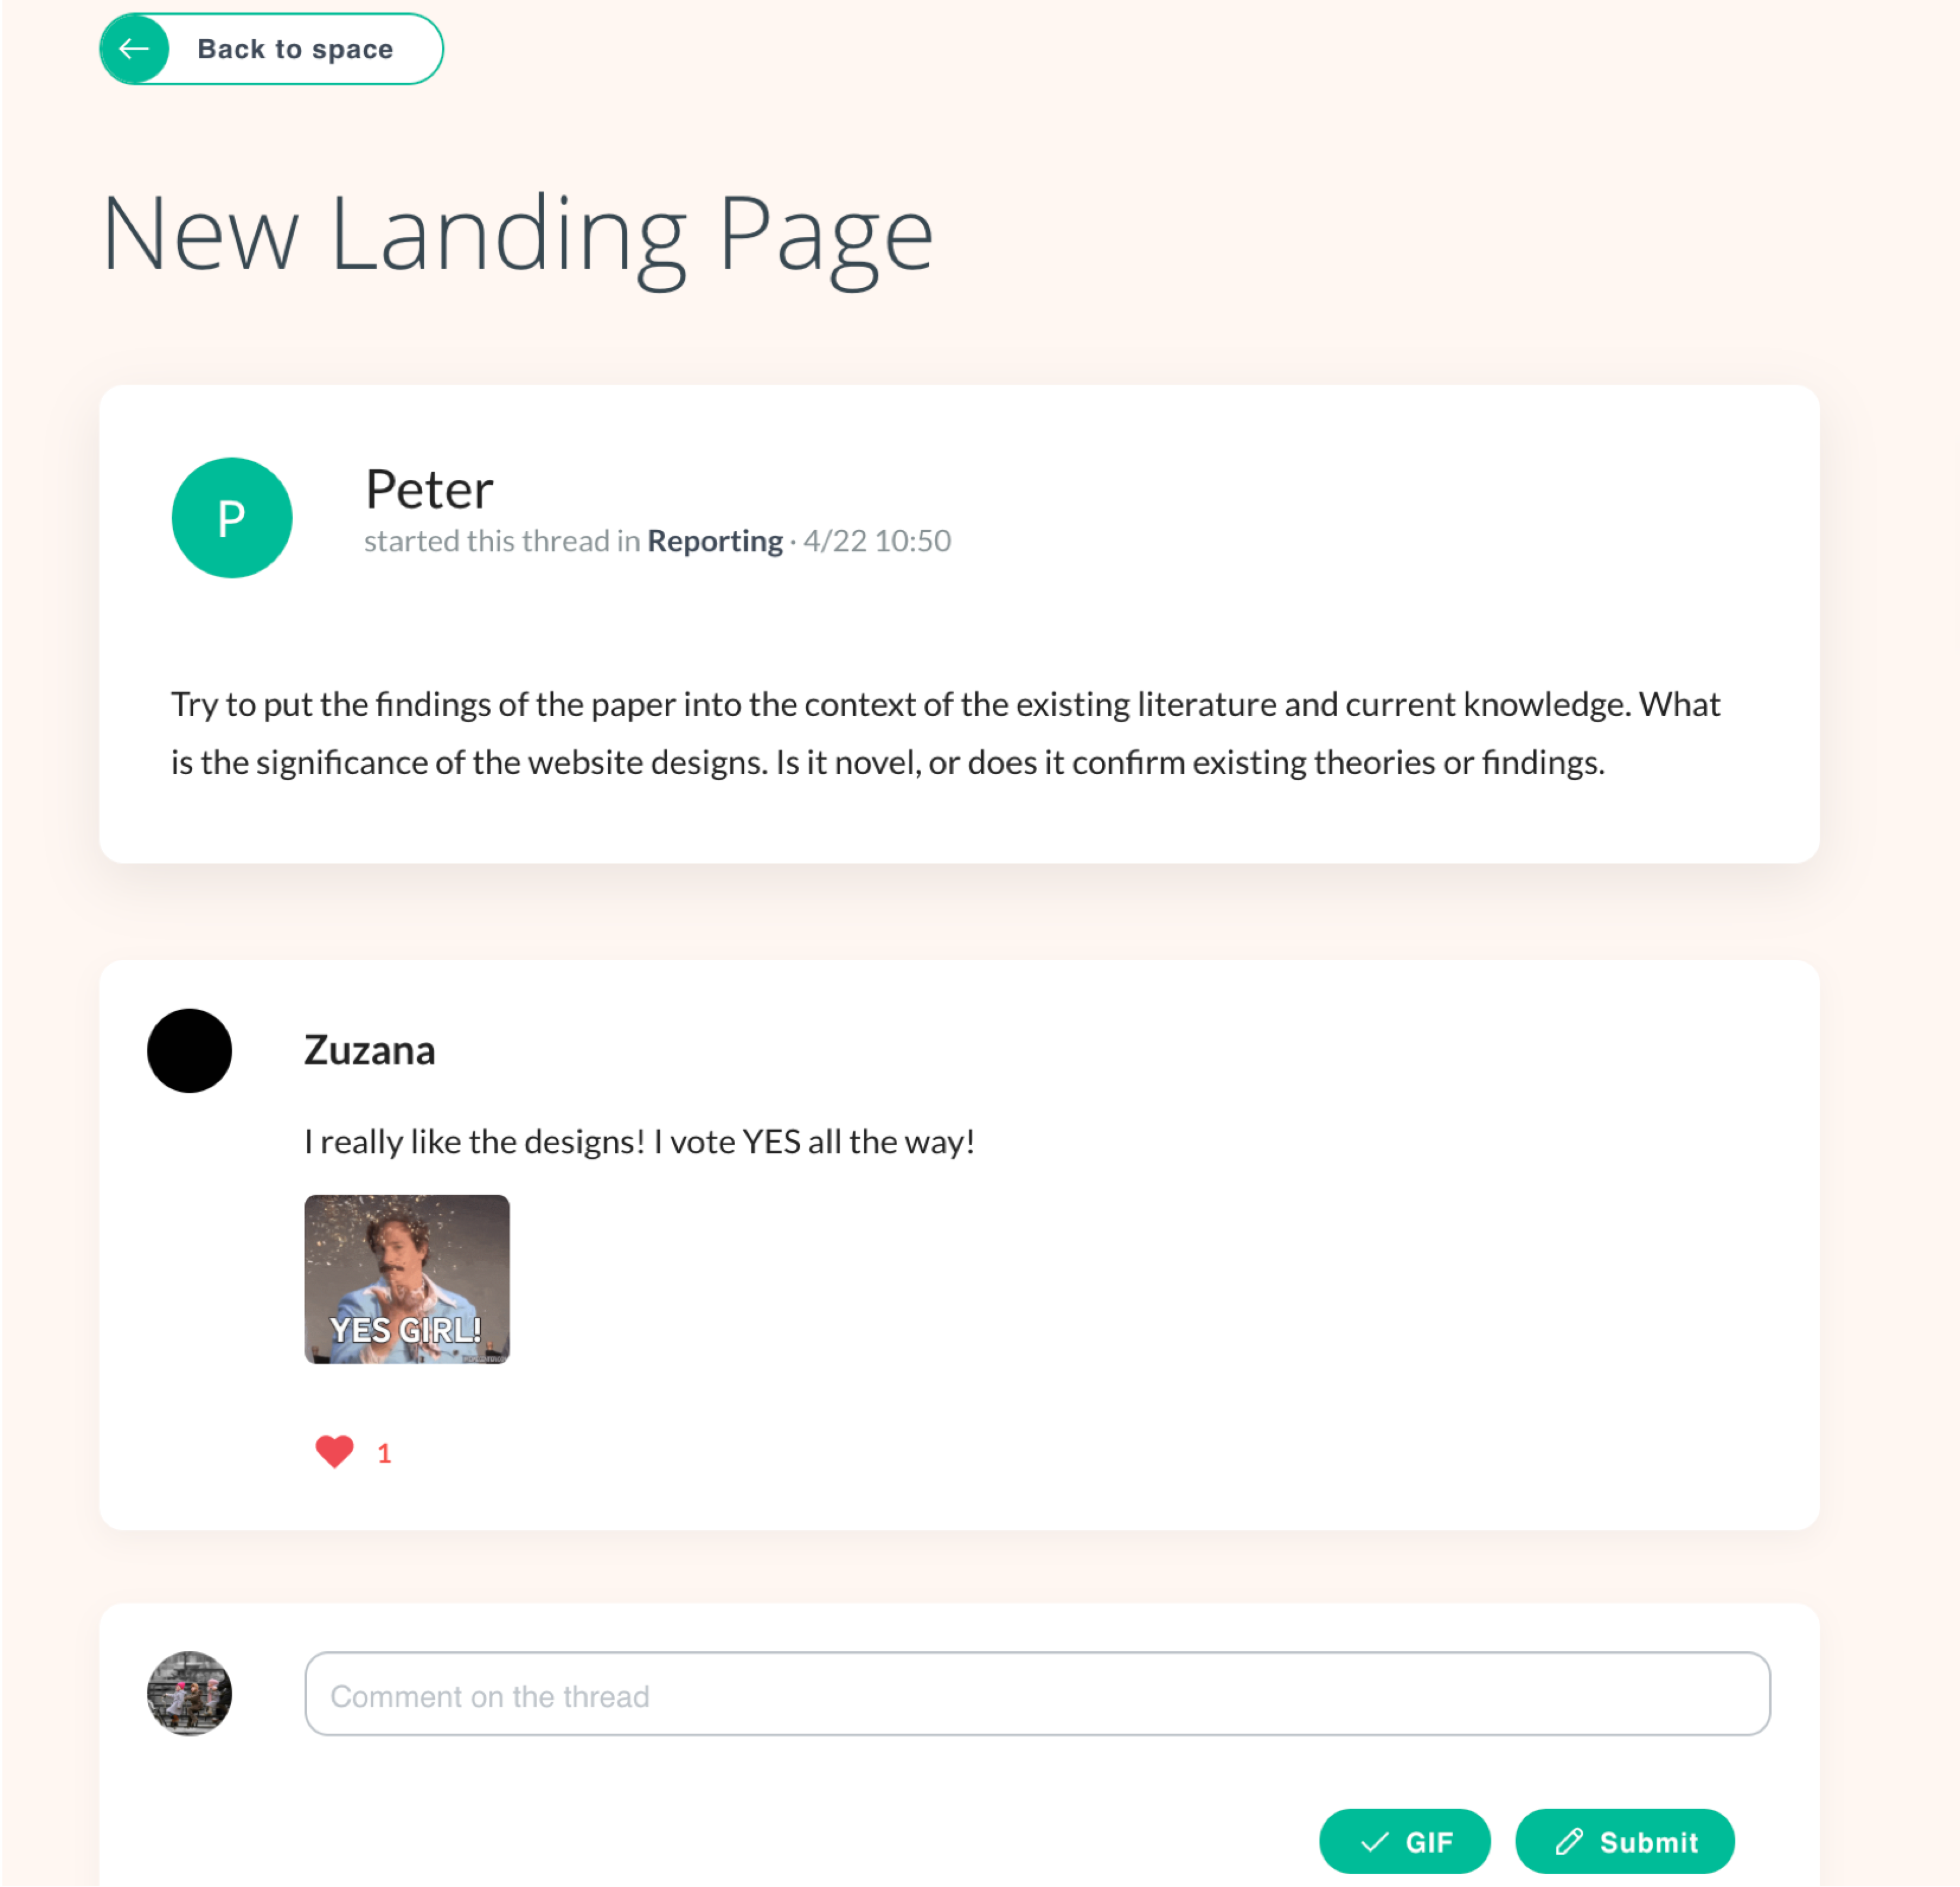 Back to space
New Landing Page
P
Peter
started this thread in Reporting · 4/22 10:50
Try to put the findings of the paper into the context of the existing literature and current knowledge. What
is the significance of the website designs. Is it novel, or does it confirm existing theories or findings.
Zuzana
I really like the designs! I vote YES all the way!
YES GIRL!
1
Comment on the thread
GIF
Submit